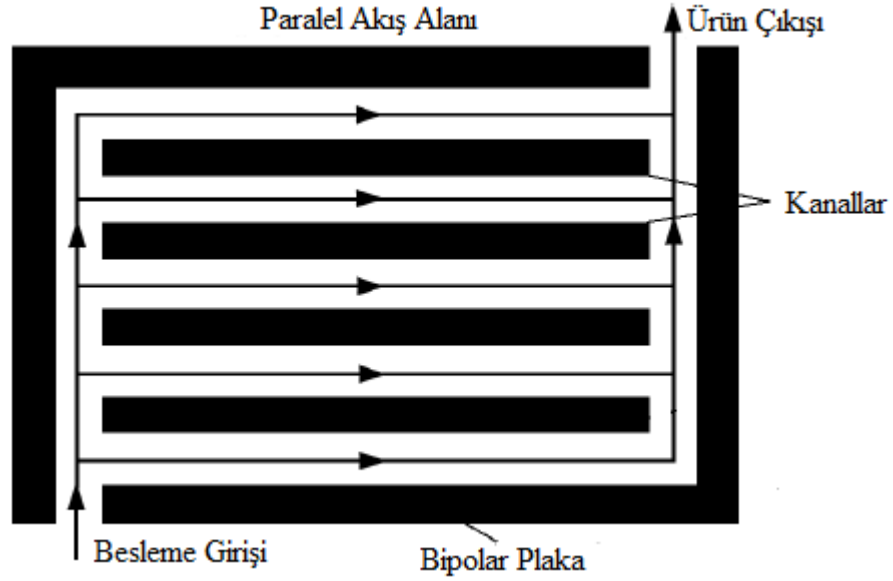 Paralel Akış Alanı
Ürün Çıkışı
Kanallar
Besleme Girişi
Bipolar Plaka